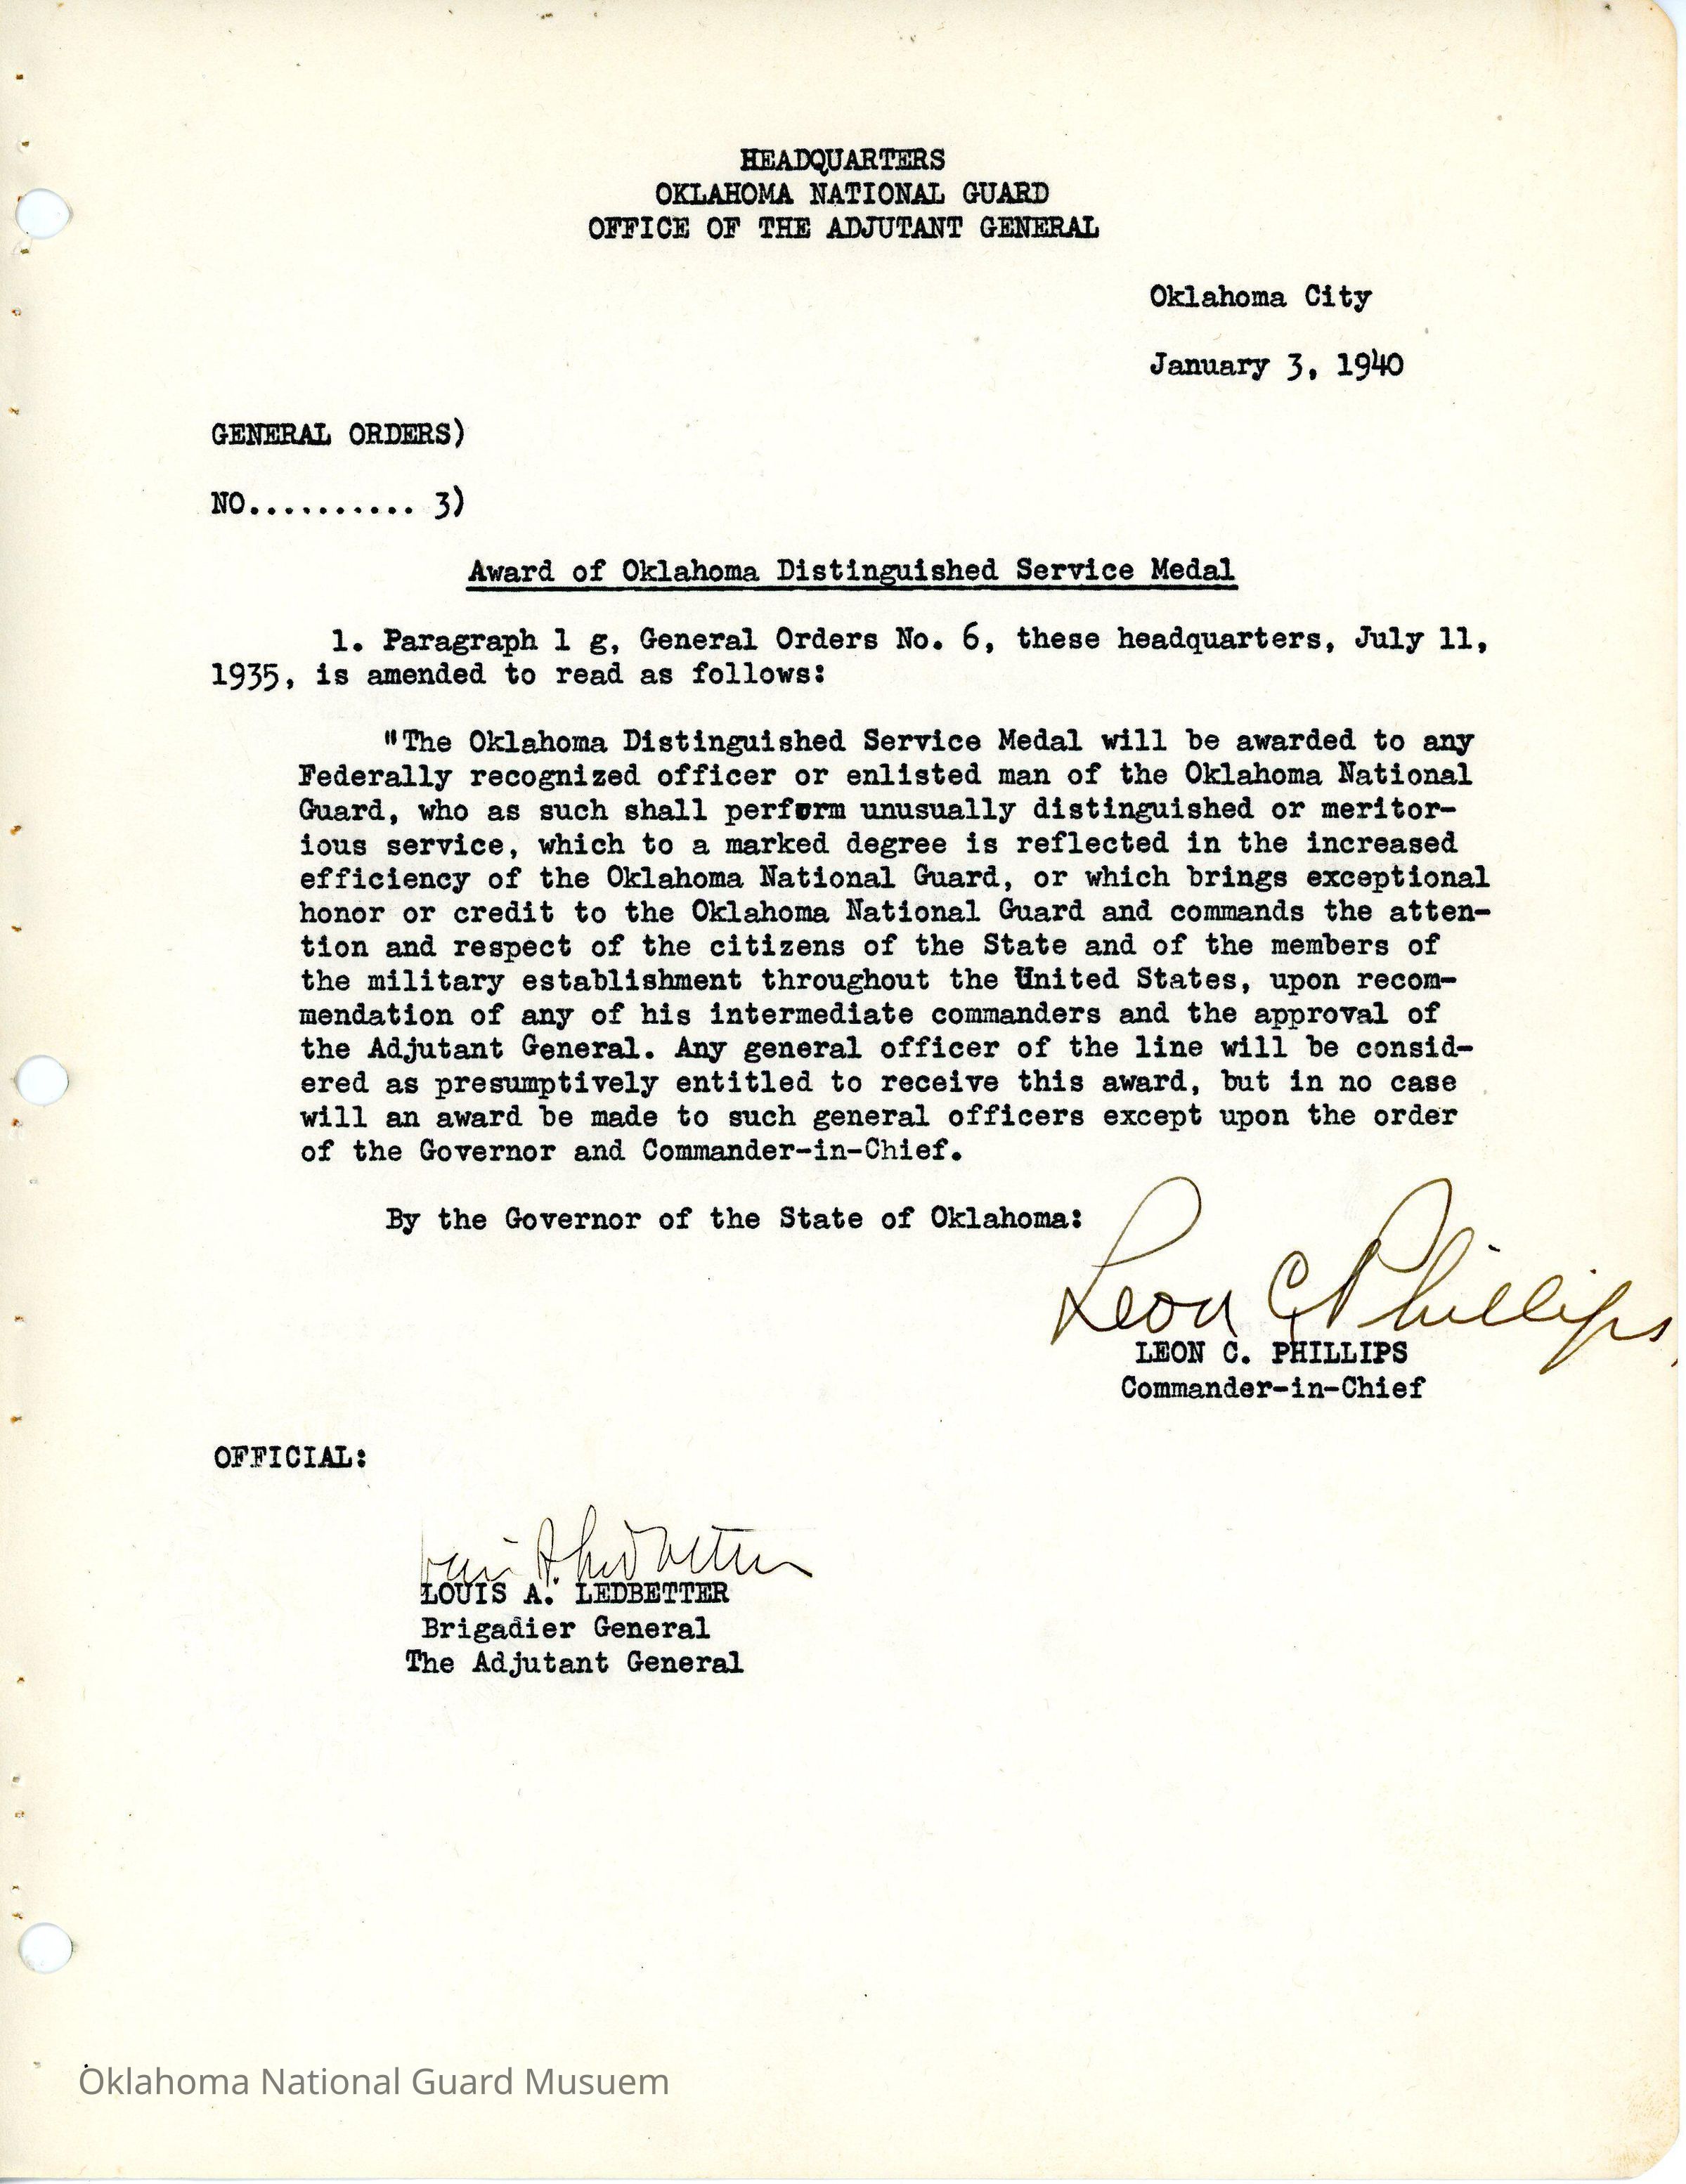 HEADQUARTERS
OKLAHOMA NATIONAL GUARD
OFFICE OF THE ADJUTANT GENERAL
Oklahoma City
January 3, 1940
GENERAL ORDERS)
NO.......... 3)
Award of Oklahoma Distinguished Service Medal
1. Paragraph 1 g, General Orders No. 6, these headquarters, July 11,
1935, is amended to read as follows:
"The Oklahoma Distinguished Service Medal will be awarded to any
Federally recognized officer or enlisted man of the Oklahoma National
Guard, who as such shall perform unusually distinguished or meritor-
ious service, which to a marked degree is reflected in the increased
efficiency of the Oklahoma National Guard, or which brings exceptional
honor or credit to the Oklahoma National Guard and commands the atten-
tion and respect of the citizens of the State and of the members of
the military establishment throughout the United States, upon recom-
mendation of any of his intermediate commanders and the approval of
the Adjutant General. Any general officer of the line will be consid-
ered as presumptively entitled to receive this award, but in no case
will an award be made to such general officers except upon the order
of the Governor and Commander-in-Chief.
By the Governor of the State of Oklahoma:
Leon C Phillips
LEON C. PHILLIPS
Commander-in-Chief
OFFICIAL:
Louis A. Ledbetter
LOUIS A. LEDBETTER
Brigadier General
The Adjutant General
Oklahoma National Guard Musuem